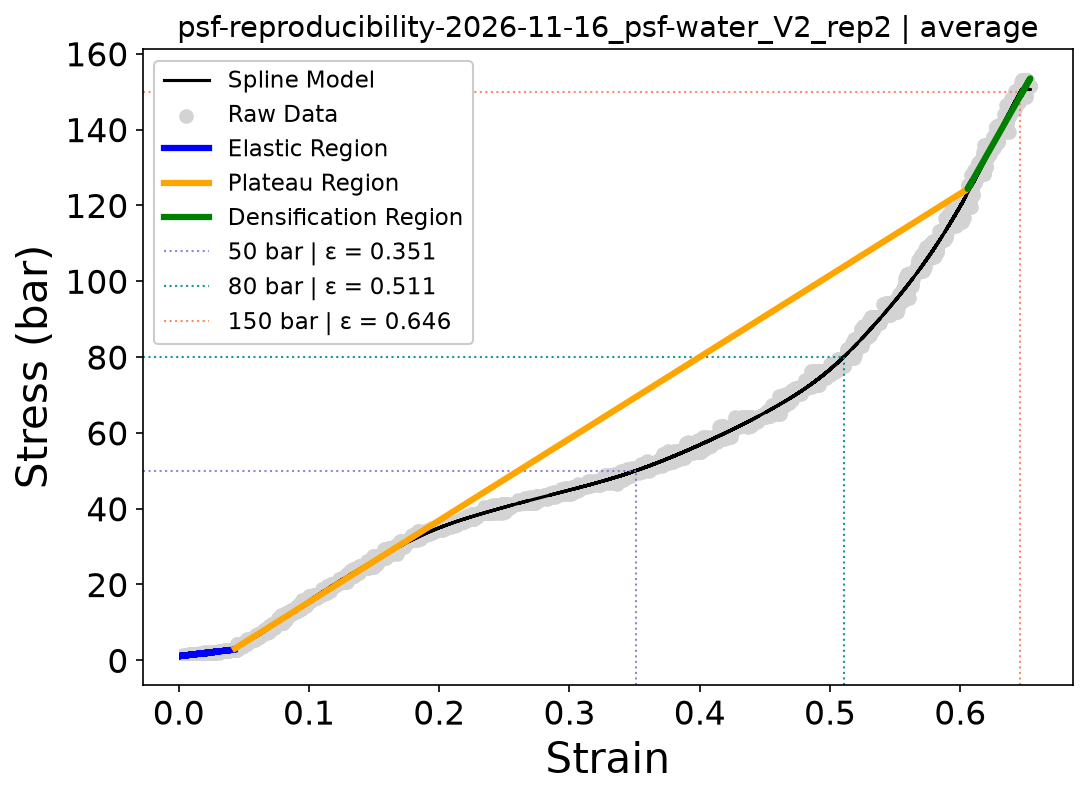 psf-reproducibility-2026-11-16_psf-water_V2_rep2 | average
Stress (bar)
160
140
120
100
80
60
40
20
0
Spline Model
Raw Data
Elastic Region
Plateau Region
Densification Region
50 bar | ε = 0.351
80 bar | ε = 0.511
150 bar | ε = 0.646
0.0 0.1 0.2 0.3 0.4 0.5 0.6
Strain